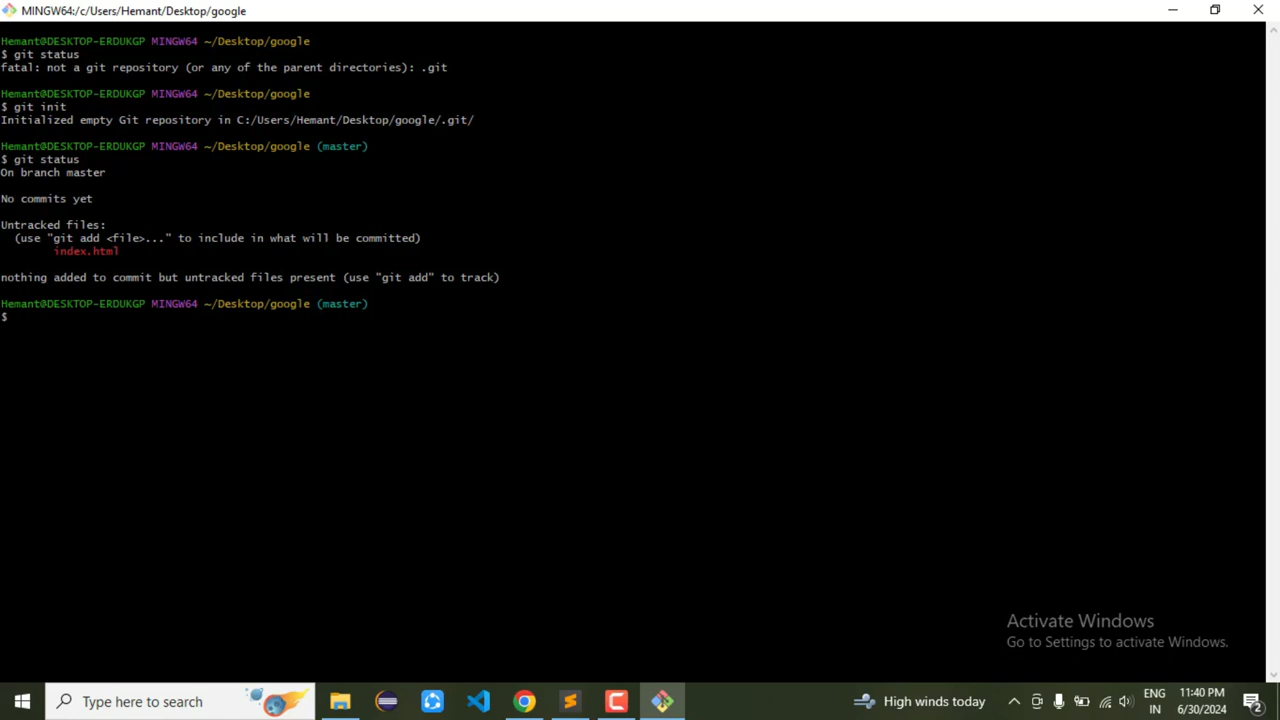 MINGW64:/c/Users/Hemant/Desktop/google
Hemant@DESKTOP-ERDUKGP MINGW64 ~/Desktop/google
$ git status
fatal: not a git repository (or any of the parent directories): .git
Hemant@DESKTOP-ERDUKGP MINGW64 ~/Desktop/google
$ git init
Initialized empty Git repository in C:/Users/Hemant/Desktop/google/.git/
Hemant@DESKTOP-ERDUKGP MINGW64 ~/Desktop/google (master)
$ git status
On branch master
No commits yet
Untracked files:
(use "git add <file>..." to include in what will be committed)
index.html
nothing added to commit but untracked files present (use "git add" to track)
Hemant@DESKTOP-ERDUKGP MINGW64 ~/Desktop/google (master)
$
Activate Windows
Go to Settings to activate Windows.
Type here to search
High winds today
ENG
IN
11:40 PM
6/30/2024
2